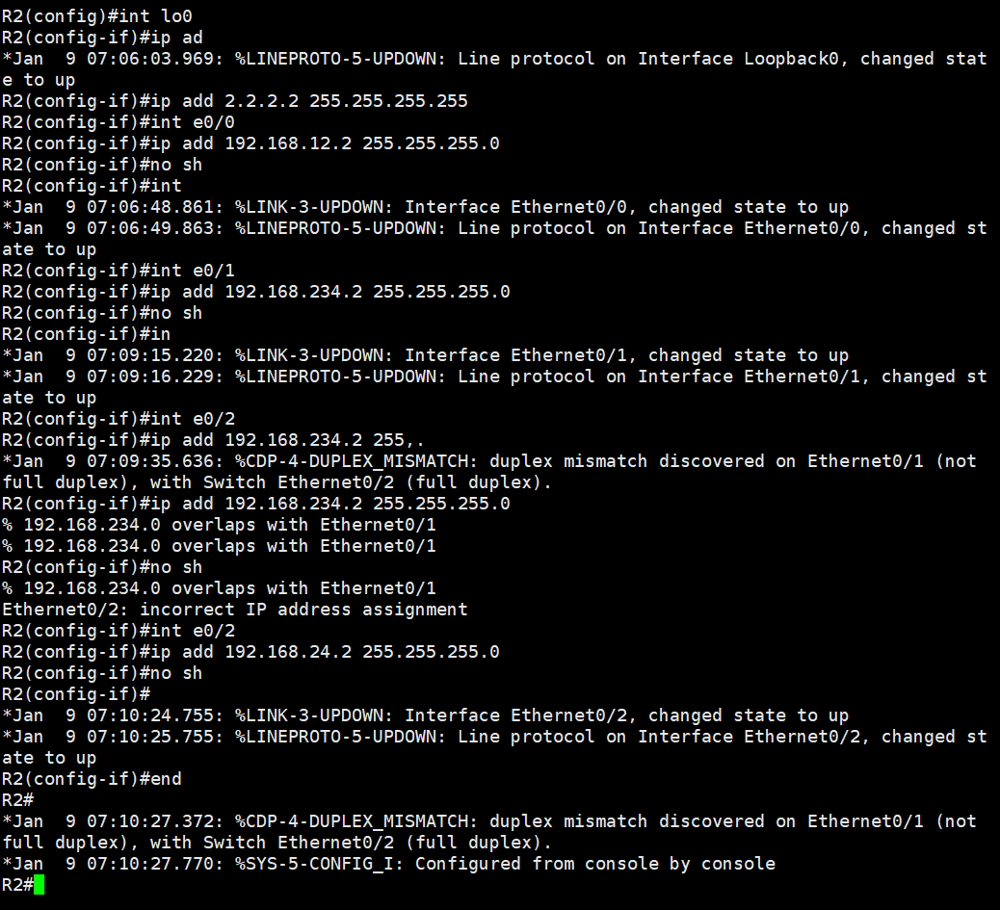 R2(config)#int lo0
R2(config-if)#ip ad
*Jan  9 07:06:03.969: %LINEPROTO-5-UPDOWN: Line protocol on Interface Loopback0, changed stat
e to up
R2(config-if)#ip add 2.2.2.2 255.255.255.255
R2(config-if)#int e0/0
R2(config-if)#ip add 192.168.12.2 255.255.255.0
R2(config-if)#no sh
R2(config-if)#int
*Jan  9 07:06:48.861: %LINK-3-UPDOWN: Interface Ethernet0/0, changed state to up
*Jan  9 07:06:49.863: %LINEPROTO-5-UPDOWN: Line protocol on Interface Ethernet0/0, changed st
ate to up
R2(config-if)#int e0/1
R2(config-if)#ip add 192.168.234.2 255.255.255.0
R2(config-if)#no sh
R2(config-if)#in
*Jan  9 07:09:15.220: %LINK-3-UPDOWN: Interface Ethernet0/1, changed state to up
*Jan  9 07:09:16.229: %LINEPROTO-5-UPDOWN: Line protocol on Interface Ethernet0/1, changed st
ate to up
R2(config-if)#int e0/2
R2(config-if)#ip add 192.168.234.2 255,.
*Jan  9 07:09:35.636: %CDP-4-DUPLEX_MISMATCH: duplex mismatch discovered on Ethernet0/1 (not
full duplex), with Switch Ethernet0/2 (full duplex).
R2(config-if)#ip add 192.168.234.2 255.255.255.0
% 192.168.234.0 overlaps with Ethernet0/1
% 192.168.234.0 overlaps with Ethernet0/1
R2(config-if)#no sh
% 192.168.234.0 overlaps with Ethernet0/1
Ethernet0/2: incorrect IP address assignment
R2(config-if)#int e0/2
R2(config-if)#ip add 192.168.24.2 255.255.255.0
R2(config-if)#no sh
R2(config-if)#
*Jan  9 07:10:24.755: %LINK-3-UPDOWN: Interface Ethernet0/2, changed state to up
*Jan  9 07:10:25.755: %LINEPROTO-5-UPDOWN: Line protocol on Interface Ethernet0/2, changed st
ate to up
R2(config-if)#end
R2#
*Jan  9 07:10:27.372: %CDP-4-DUPLEX_MISMATCH: duplex mismatch discovered on Ethernet0/1 (not
full duplex), with Switch Ethernet0/2 (full duplex).
*Jan  9 07:10:27.770: %SYS-5-CONFIG_I: Configured from console by console
R2#